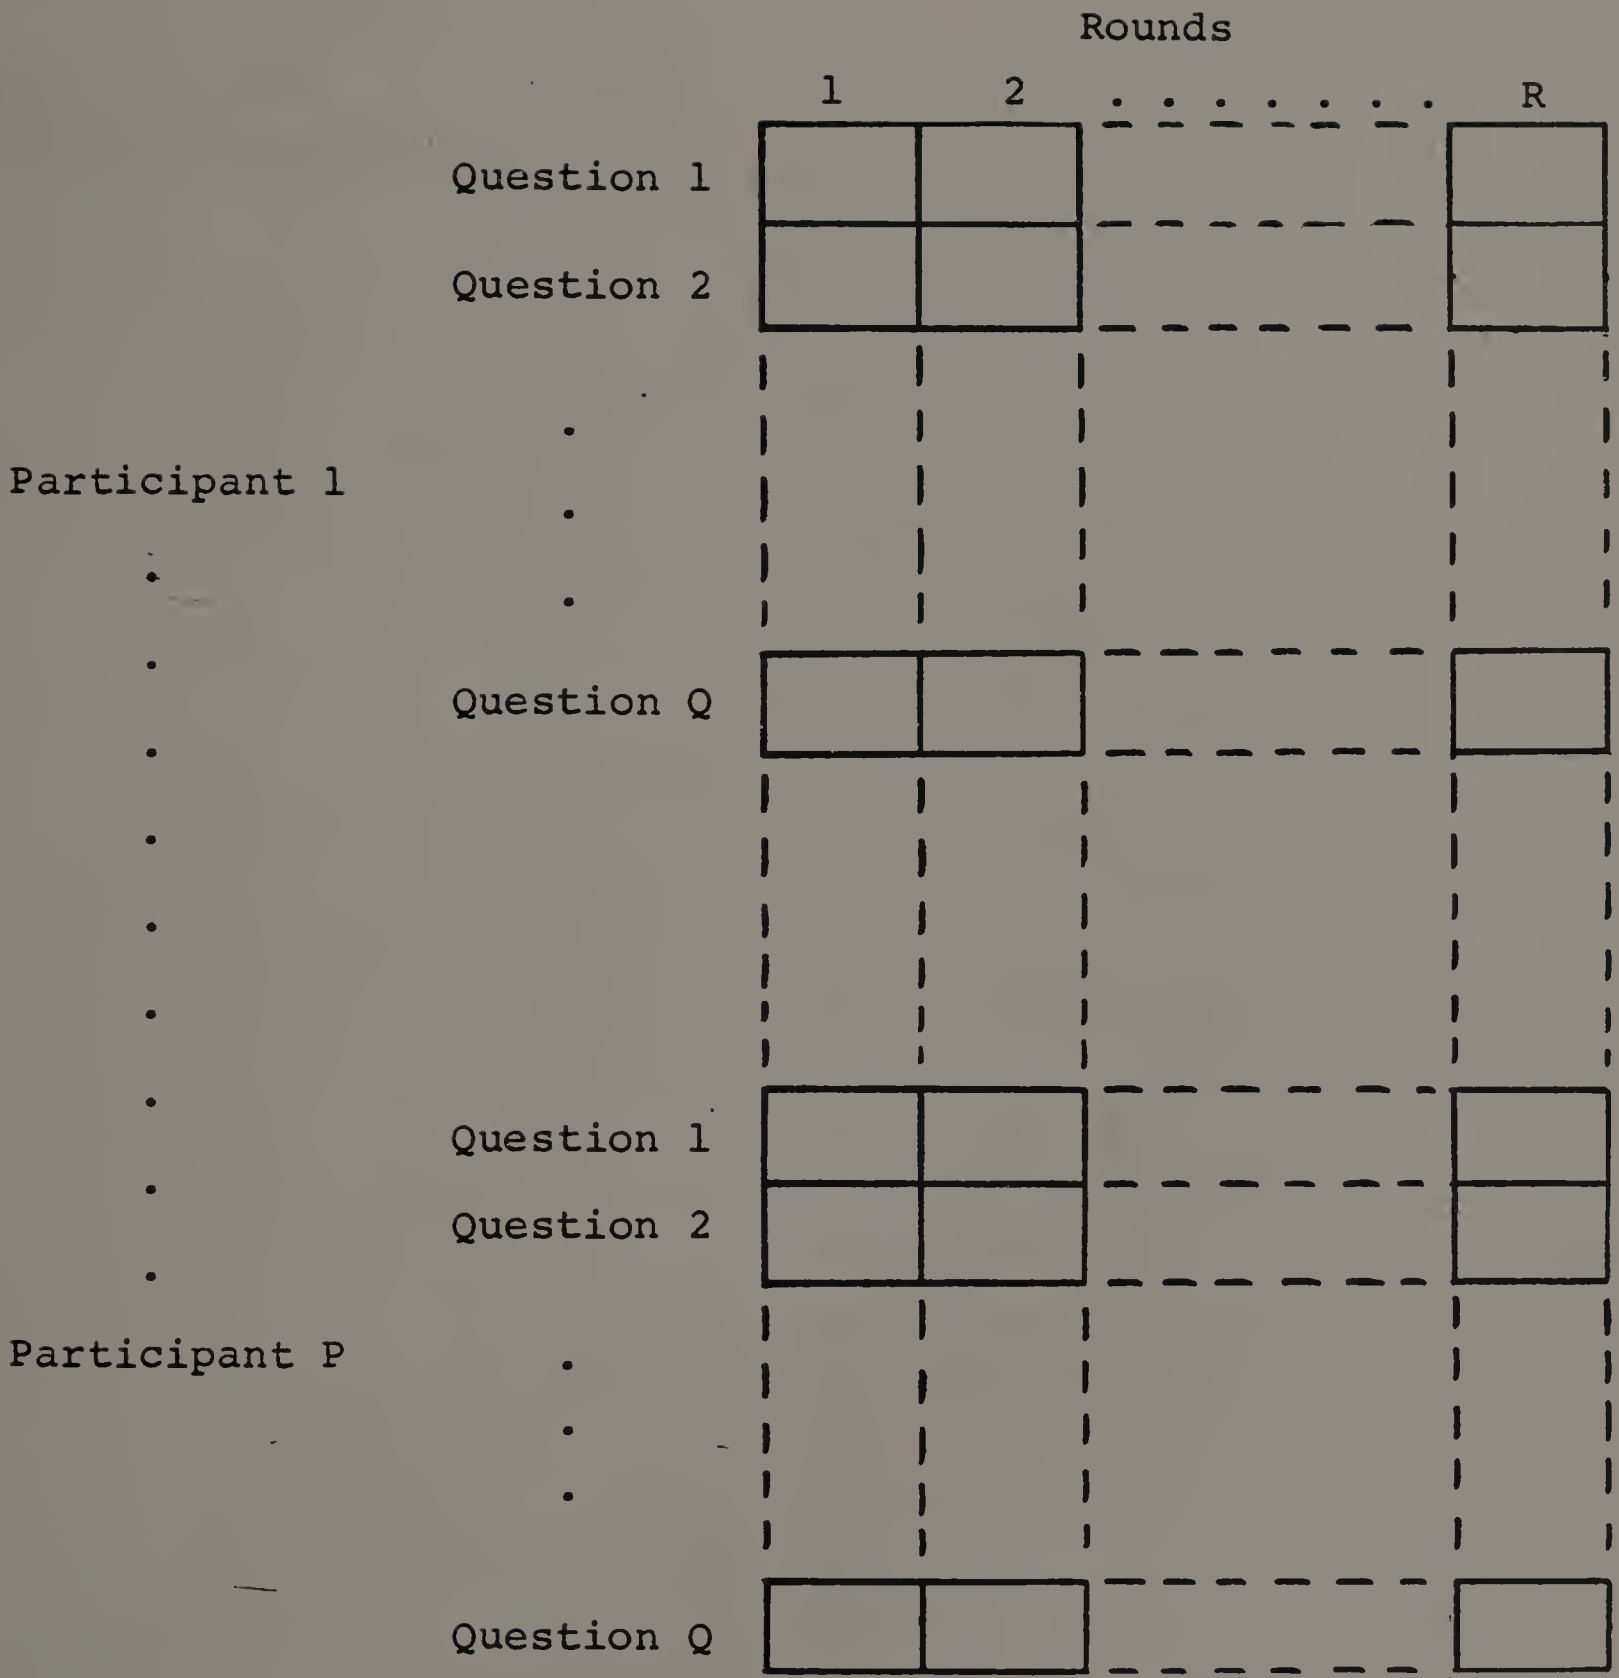 Rounds
1 2 . . . . . . . R
Question 1
Question 2
.
Participant 1
.
.
Question Q
Question 1
Question 2
Participant P
.
.
.
Question Q